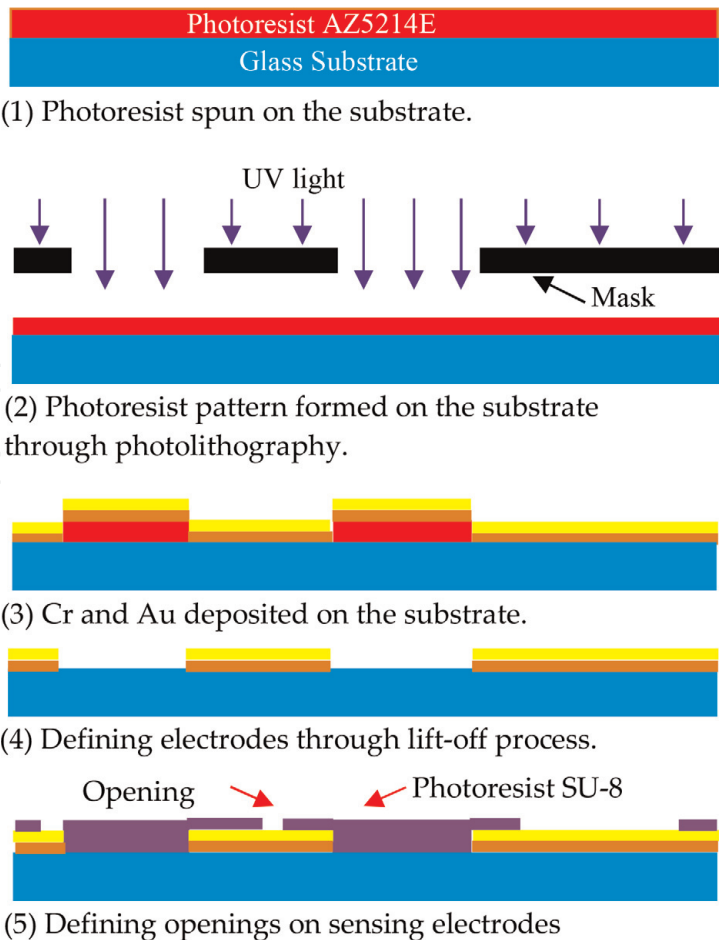 Photoresist AZ5214E
Glass Substrate
(1) Photoresist spun on the substrate.
UV light
Mask
(2) Photoresist pattern formed on the substrate
through photolithography.
(3) Cr and Au deposited on the substrate.
(4) Defining electrodes through lift-off process.
Opening
Photoresist SU-8
(5) Defining openings on sensing electrodes